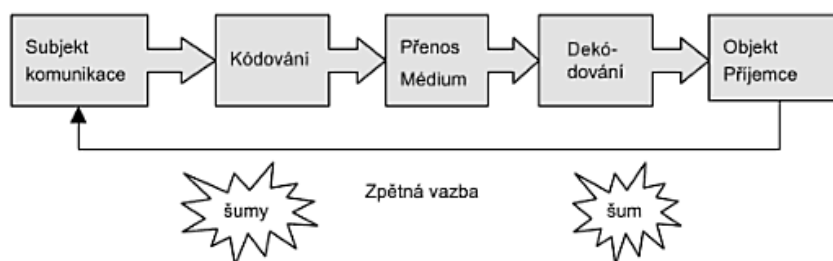 Subjekt
komunikace
Kódování
Přenos
Médium
Dekó-
dování
Objekt
Příjemce
Zpětná vazba
šumy
šum